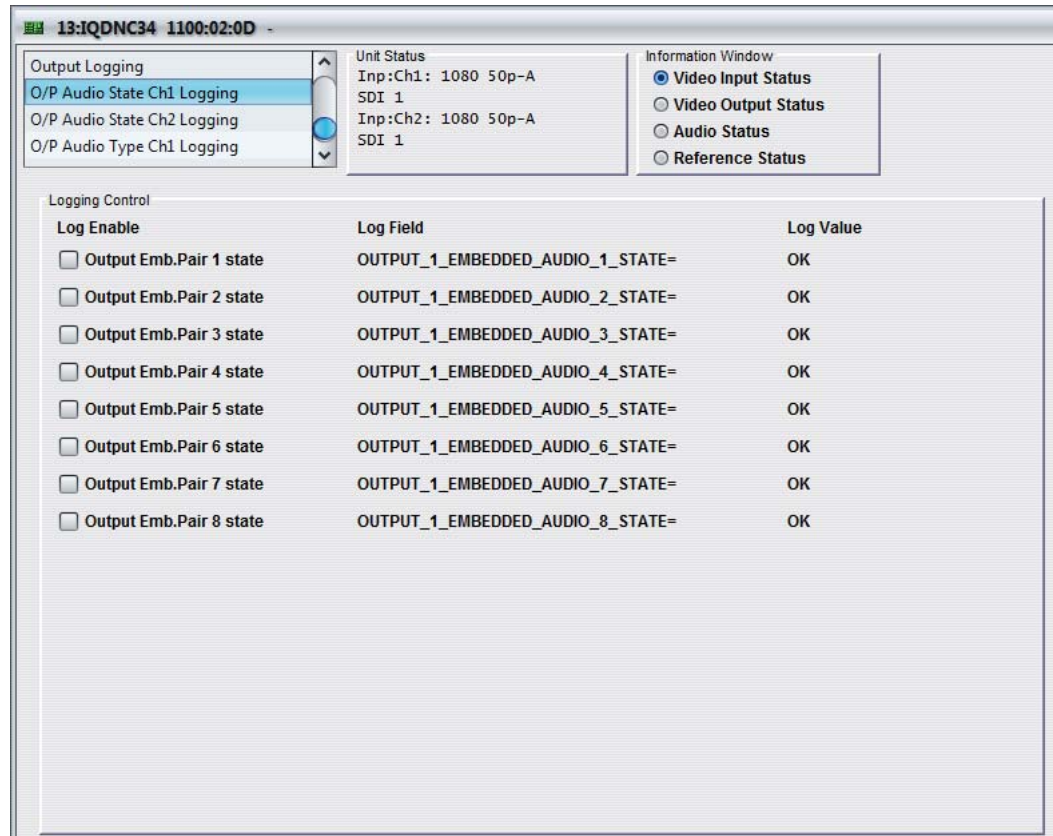 13:IQDNC34 1100:02:0D -
Output Logging
O/P Audio State Ch1 Logging
O/P Audio State Ch2 Logging
O/P Audio Type Ch1 Logging
Unit Status
Inp:Ch1: 1080 50p-A
SDI 1
Inp:Ch2: 1080 50p-A
SDI 1
Information Window
Video Input Status
Video Output Status
Audio Status
Reference Status
Logging Control
Log Enable Log Field Log Value
Output Emb.Pair 1 state OUTPUT_1_EMBEDDED_AUDIO_1_STATE= OK
Output Emb.Pair 2 state OUTPUT_1_EMBEDDED_AUDIO_2_STATE= OK
Output Emb.Pair 3 state OUTPUT_1_EMBEDDED_AUDIO_3_STATE= OK
Output Emb.Pair 4 state OUTPUT_1_EMBEDDED_AUDIO_4_STATE= OK
Output Emb.Pair 5 state OUTPUT_1_EMBEDDED_AUDIO_5_STATE= OK
Output Emb.Pair 6 state OUTPUT_1_EMBEDDED_AUDIO_6_STATE= OK
Output Emb.Pair 7 state OUTPUT_1_EMBEDDED_AUDIO_7_STATE= OK
Output Emb.Pair 8 state OUTPUT_1_EMBEDDED_AUDIO_8_STATE= OK